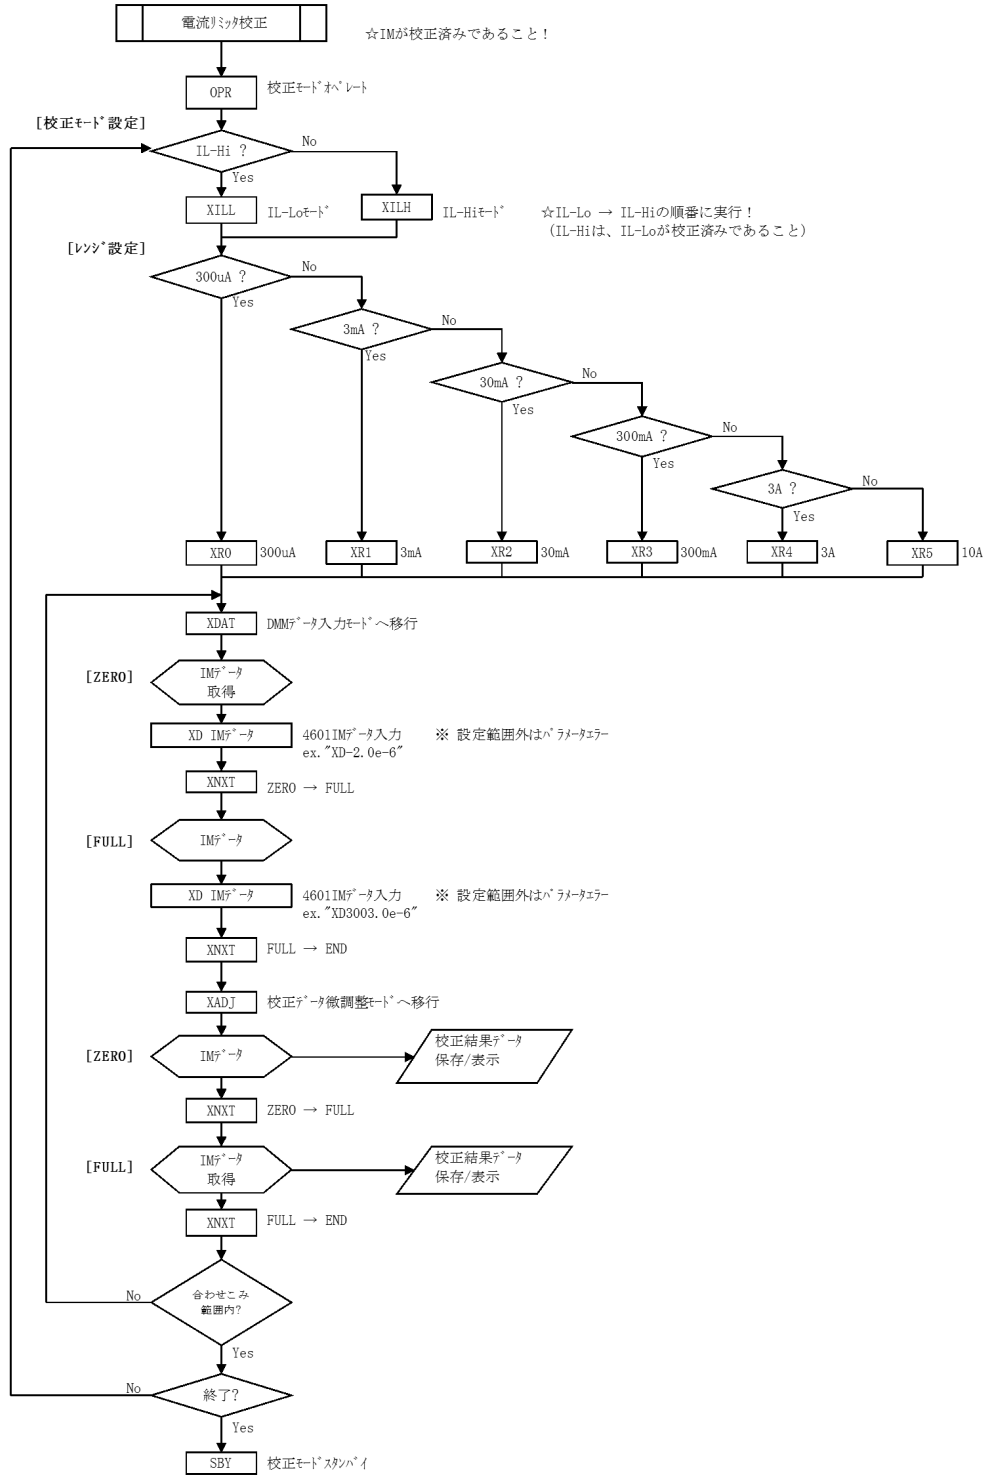 電流ﾘﾐｯﾀ校正
☆IMが校正済みであること！
OPR
校正ﾓｰﾄﾞｵﾍﾟﾚｰﾄ
[校正ﾓｰﾄﾞ設定]
IL-Hi ？
No
Yes
XILL
IL-Loﾓｰﾄﾞ
XILH
IL-Hiﾓｰﾄﾞ
☆IL-Lo → IL-Hiの順番に実行！
（IL-Hiは、IL-Loが校正済みであること）
[ﾚﾝｼﾞ設定]
300uA ？
No
Yes
3mA ？
No
Yes
30mA ？
No
Yes
300mA ？
No
Yes
3A ？
No
Yes
XR0
300uA
XR1
3mA
XR2
30mA
XR3
300mA
XR4
3A
XR5
10A
XDAT
DMMﾃﾞｰﾀ入力ﾓｰﾄﾞへ移行
[ZERO]
IMﾃﾞｰﾀ
取得
XD IMﾃﾞｰﾀ
4601IMﾃﾞｰﾀ入力
※ 設定範囲外はﾊﾟﾗﾒｰﾀｴﾗｰ
ex."XD-2.0e-6"
XNXT
ZERO → FULL
[FULL]
IMﾃﾞｰﾀ
XD IMﾃﾞｰﾀ
4601IMﾃﾞｰﾀ入力
※ 設定範囲外はﾊﾟﾗﾒｰﾀｴﾗｰ
ex."XD3003.0e-6"
XNXT
FULL → END
XADJ
校正ﾃﾞｰﾀ微調整ﾓｰﾄﾞへ移行
[ZERO]
IMﾃﾞｰﾀ
校正結果ﾃﾞｰﾀ
保存/表示
XNXT
ZERO → FULL
[FULL]
IMﾃﾞｰﾀ
取得
校正結果ﾃﾞｰﾀ
保存/表示
XNXT
FULL → END
合わせこみ
範囲内?
No
Yes
終了?
No
Yes
SBY
校正ﾓｰﾄﾞｽﾀﾝﾊﾞｲ